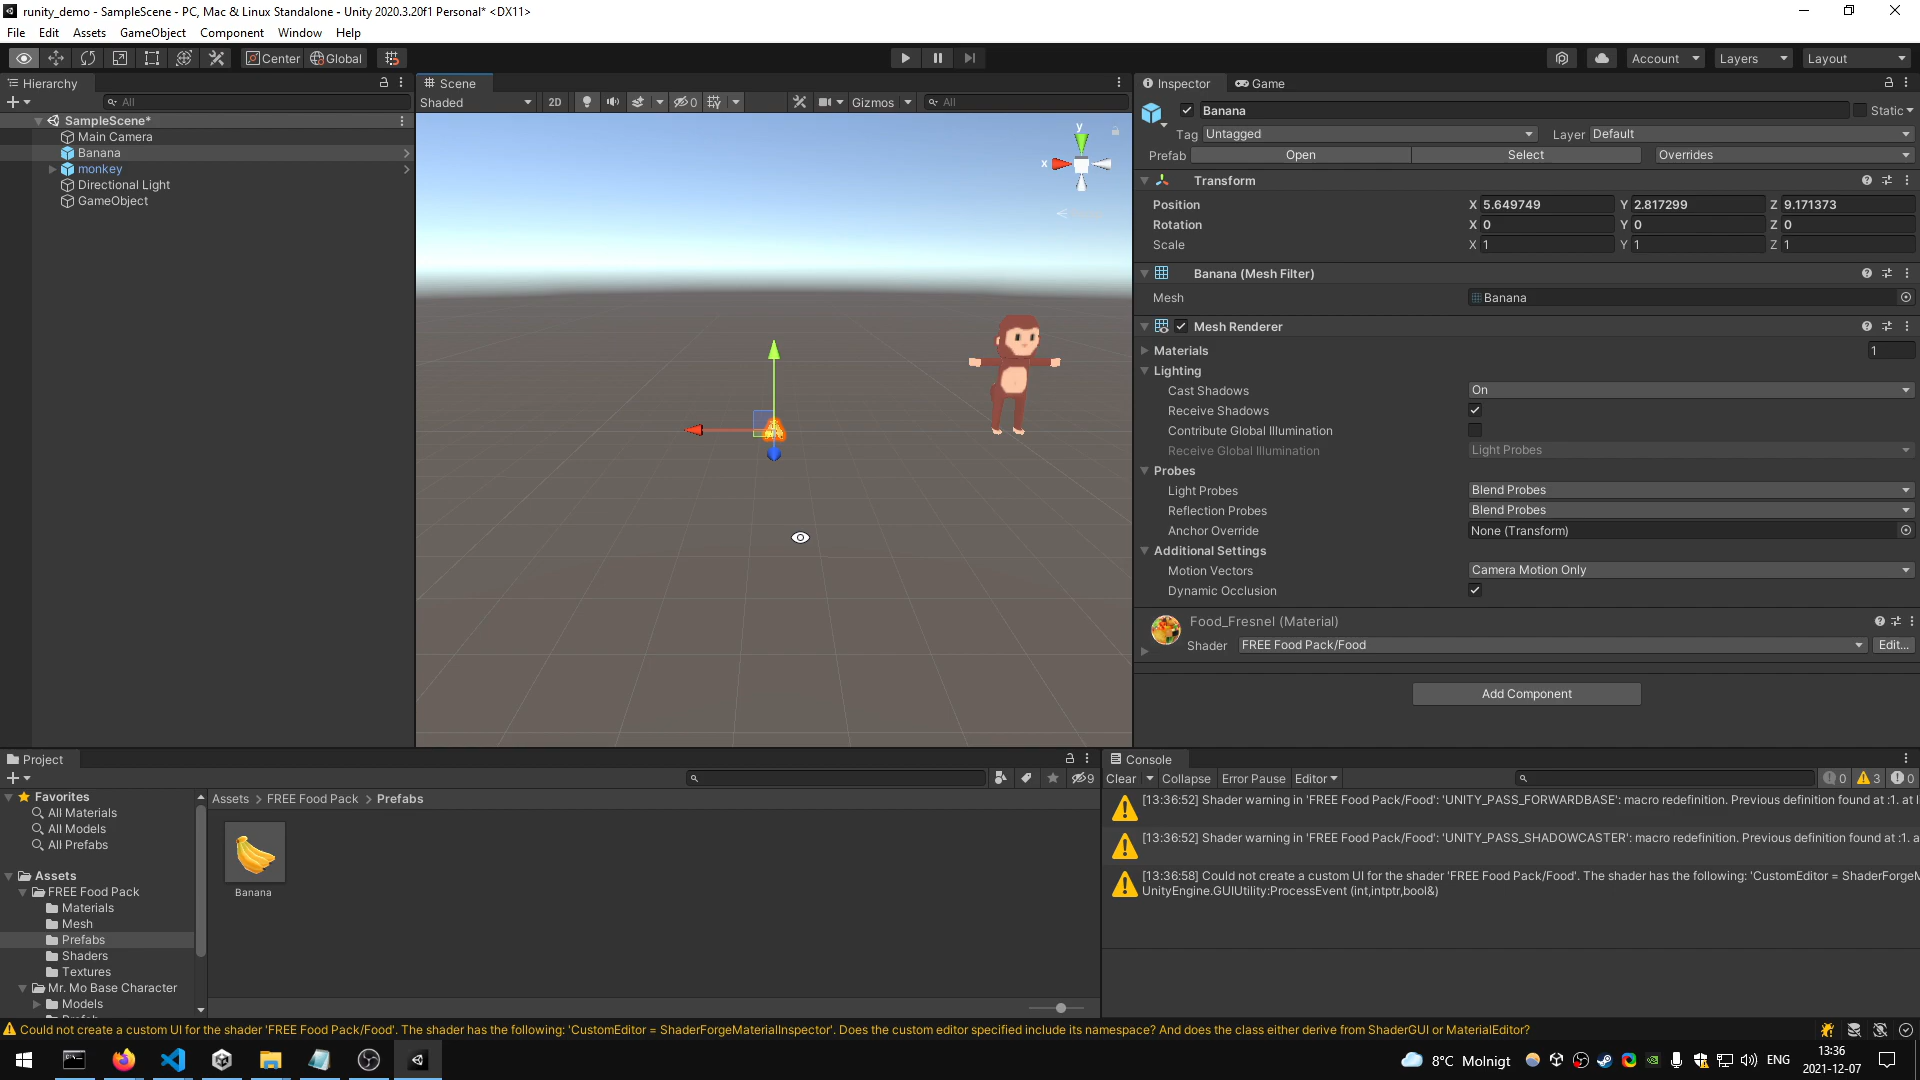 runity_demo - SampleScene - PC, Mac & Linux Standalone - Unity 2020.3.20f1 Personal* <DX11>
File Edit Assets GameObject Component Window Help
Center Global Account Layers Layout
Hierarchy
All
SampleScene*
Main Camera
Banana
monkey
Directional Light
GameObject
Scene
Shaded 2D 0 Gizmos All
y
x
Inspector Game
Banana Static
Tag Untagged Layer Default
Prefab Open Select Overrides
Transform
Position X 5.649749 Y 2.817299 Z 9.171373
Rotation X 0 Y 0 Z 0
Scale X 1 Y 1 Z 1
Banana (Mesh Filter)
Mesh Banana
Mesh Renderer
Materials 1
Lighting
Cast Shadows On
Receive Shadows
Contribute Global Illumination
Receive Global Illumination Light Probes
Probes
Light Probes Blend Probes
Reflection Probes Blend Probes
Anchor Override None (Transform)
Additional Settings
Motion Vectors Camera Motion Only
Dynamic Occlusion
Food_Fresnel (Material)
Shader FREE Food Pack/Food Edit...
Add Component
Project
9
Favorites
All Materials
All Models
All Prefabs
Assets
FREE Food Pack
Materials
Mesh
Prefabs
Shaders
Textures
Mr. Mo Base Character
Models
Assets > FREE Food Pack > Prefabs
Banana
Console
Clear Collapse Error Pause Editor 0 3 0
[13:36:52] Shader warning in 'FREE Food Pack/Food': 'UNITY_PASS_FORWARDBASE': macro redefinition. Previous definition found at :1. at l
[13:36:52] Shader warning in 'FREE Food Pack/Food': 'UNITY_PASS_SHADOWCASTER': macro redefinition. Previous definition found at :1. a
[13:36:58] Could not create a custom UI for the shader 'FREE Food Pack/Food'. The shader has the following: 'CustomEditor = ShaderForgeM
UnityEngine.GUIUtility:ProcessEvent (int,intptr,bool&)
Could not create a custom UI for the shader 'FREE Food Pack/Food'. The shader has the following: 'CustomEditor = ShaderForgeMaterialInspector'. Does the custom editor specified include its namespace? And does the class either derive from ShaderGUI or MaterialEditor?
8°C Molnigt ENG 13:36
2021-12-07